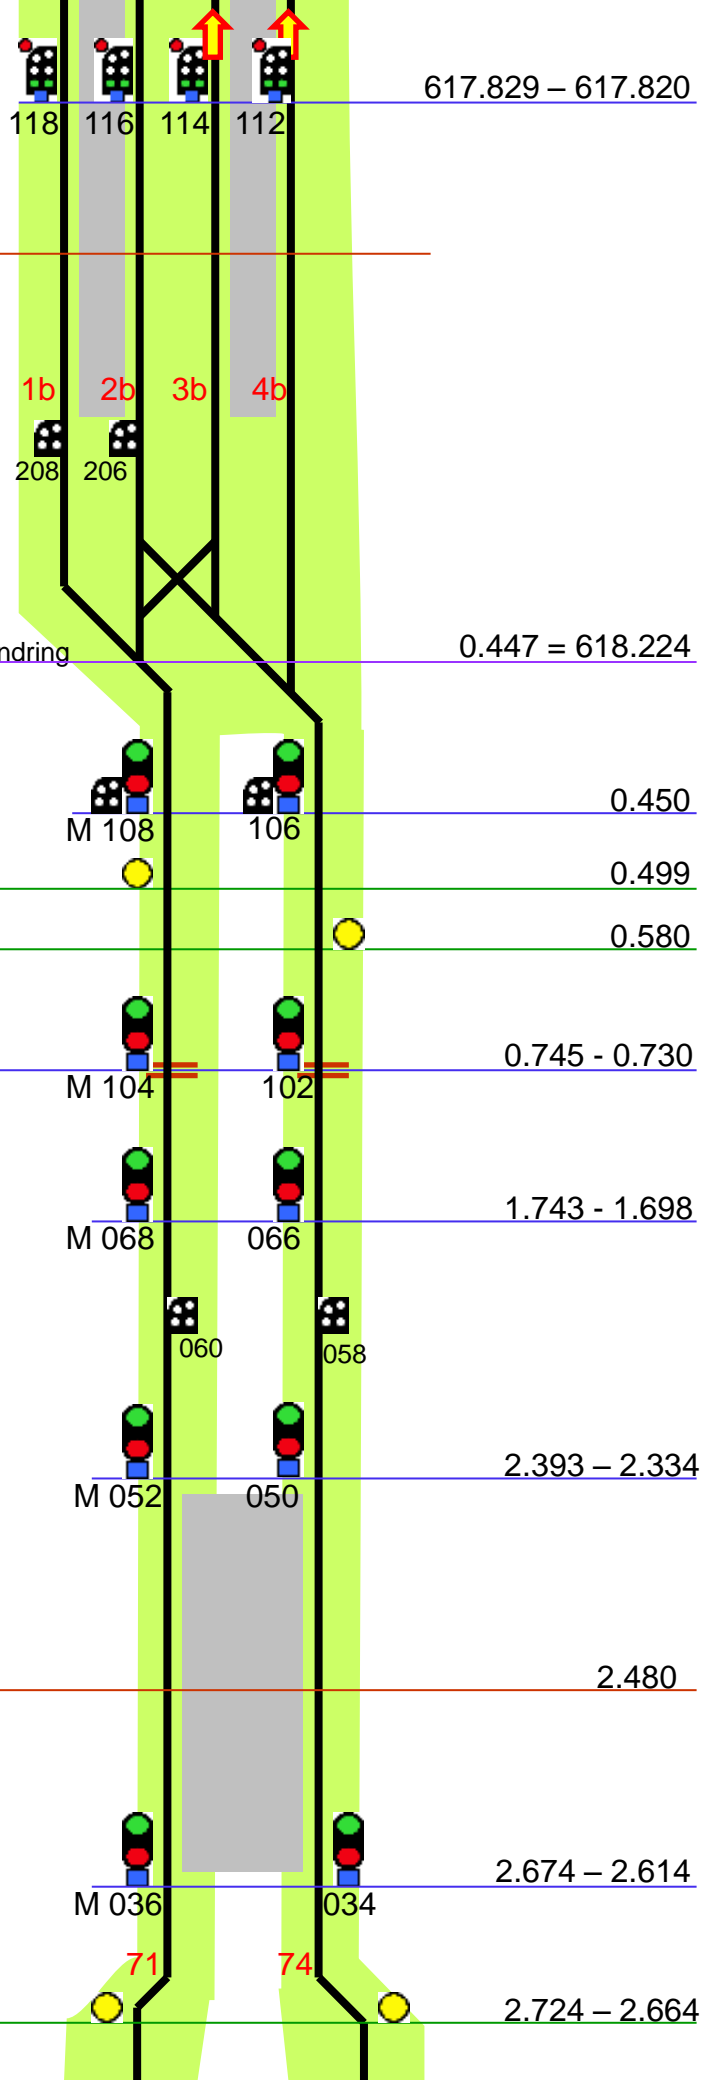 617.829 – 617.820
118 116 114 112
1b 2b 3b 4b
208 206
ndring 0.447 = 618.224
0.450
M 108 106
0.499
0.580
0.745 - 0.730
M 104 102
1.743 - 1.698
M 068 066
060 058
2.393 – 2.334
M 052 050
2.480
2.674 – 2.614
M 036 034
71 74
2.724 – 2.664